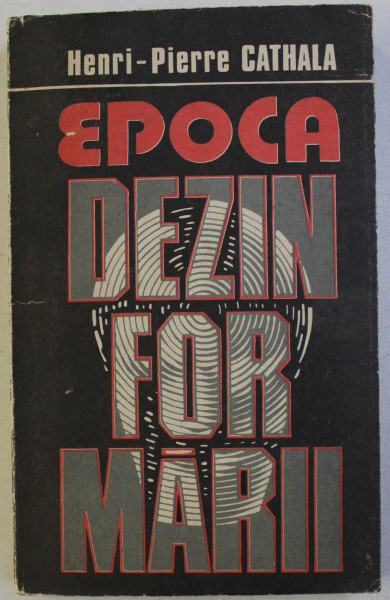 Henri-Pierre CATHALA
EPOCA
DEZIN
FOR
MĂRII